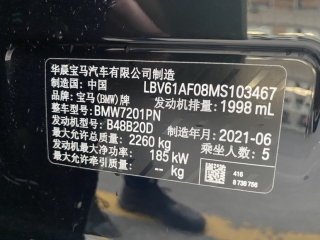 华晨宝马汽车有限公司制造
制造国：中国 LBV61AF08MS103467
品牌：宝马(BMW)牌 发动机排量：1998 mL
整车型号：BMW7201PN
发动机型号：B48B20D 制造年月：2021-06
最大允许总质量：2260 kg 乘坐人数：5
发动机最大净功率：185 kW
最大允许牵引质量：-- kg
416
8 738 766